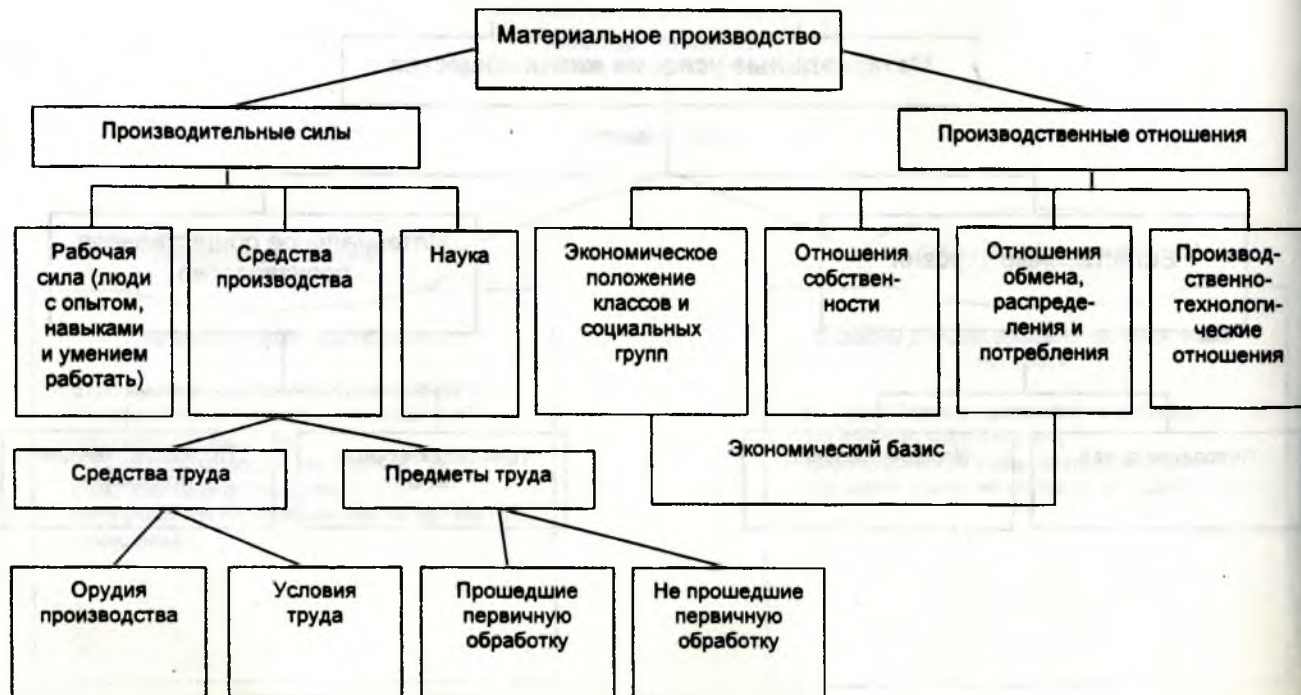 Материальное производство
Производительные силы
Производственные отношения
Рабочая
сила (люди
с опытом,
навыками
и умением
работать)
Средства
производства
Наука
Экономическое
положение
классов и
социальных
групп
Отношения
собствен-
ности
Отношения
обмена,
распреде-
ления и
потребления
Производ-
ственно-
технологи-
ческие
отношения
Экономический базис
Средства труда
Предметы труда
Орудия
производства
Условия
труда
Прошедшие
первичную
обработку
Не прошедшие
первичную
обработку